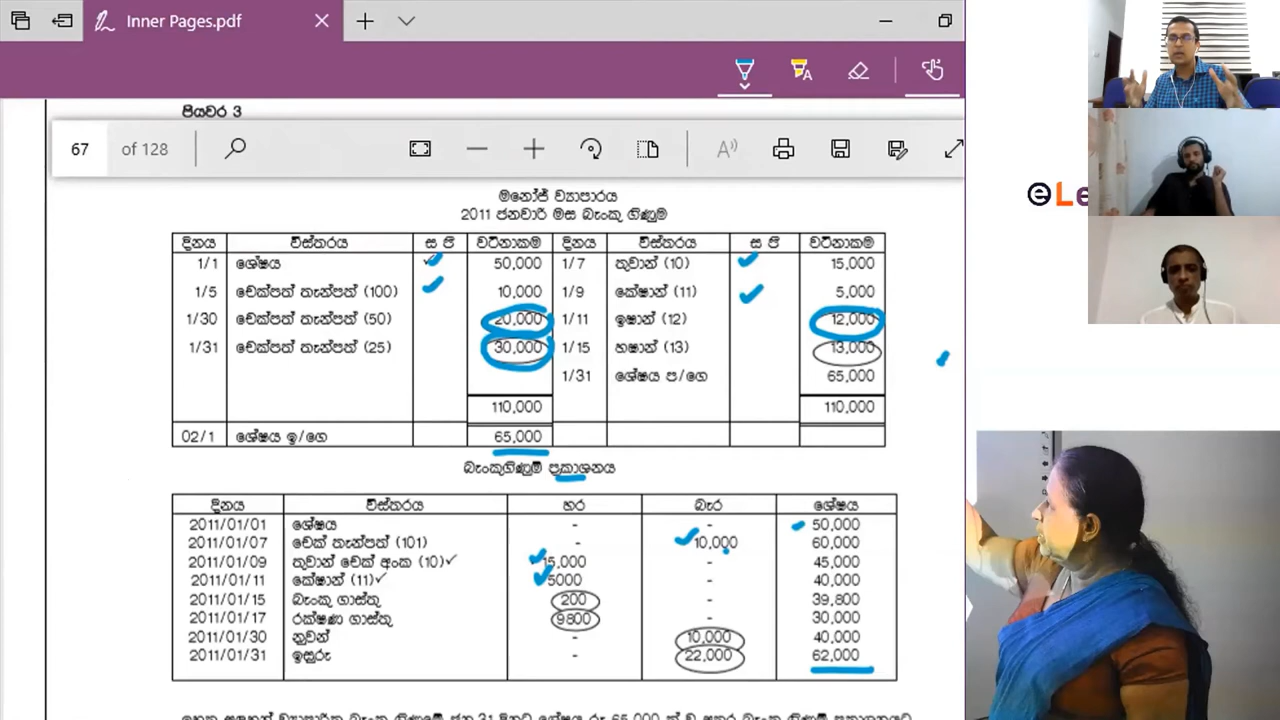 Inner Pages.pdf
පියවර 3
67 of 128
මනෝජ් ව්‍යාපාරය
2011 ජනවාරි මස බැංකු ගිණුම
දිනය විස්තරය ස පි වටිනාකම දිනය විස්තරය ස පි වටිනාකම
1/1 ශේෂය 50,000 1/7 තුවාන් (10) 15,000
1/5 චෙක්පත් තැන්පත් (100) 10,000 1/9 කේෂාන් (11) 5,000
1/30 චෙක්පත් තැන්පත් (50) 20,000 1/11 ඉෂාන් (12) 12,000
1/31 චෙක්පත් තැන්පත් (25) 30,000 1/15 හෂාන් (13) 13,000
1/31 ශේෂය ප/ගෙ 65,000
110,000 110,000
02/1 ශේෂය ඉ/ගෙ 65,000
බැංකුගිණුම් ප්‍රකාශනය
දිනය විස්තරය හර බැර ශේෂය
2011/01/01 ශේෂය - - 50,000
2011/01/07 චෙක් තැන්පත් (101) - 10,000 60,000
2011/01/09 තුවාන් චෙක් අංක (10) 15,000 - 45,000
2011/01/11 කේෂාන් (11) 5000 - 40,000
2011/01/15 බැංකු ගාස්තු 200 - 39,800
2011/01/17 රක්ෂණ ගාස්තු 9800 - 30,000
2011/01/30 නුවන් - 10,000 40,000
2011/01/31 ඉසුරු - 22,000 62,000
eLe